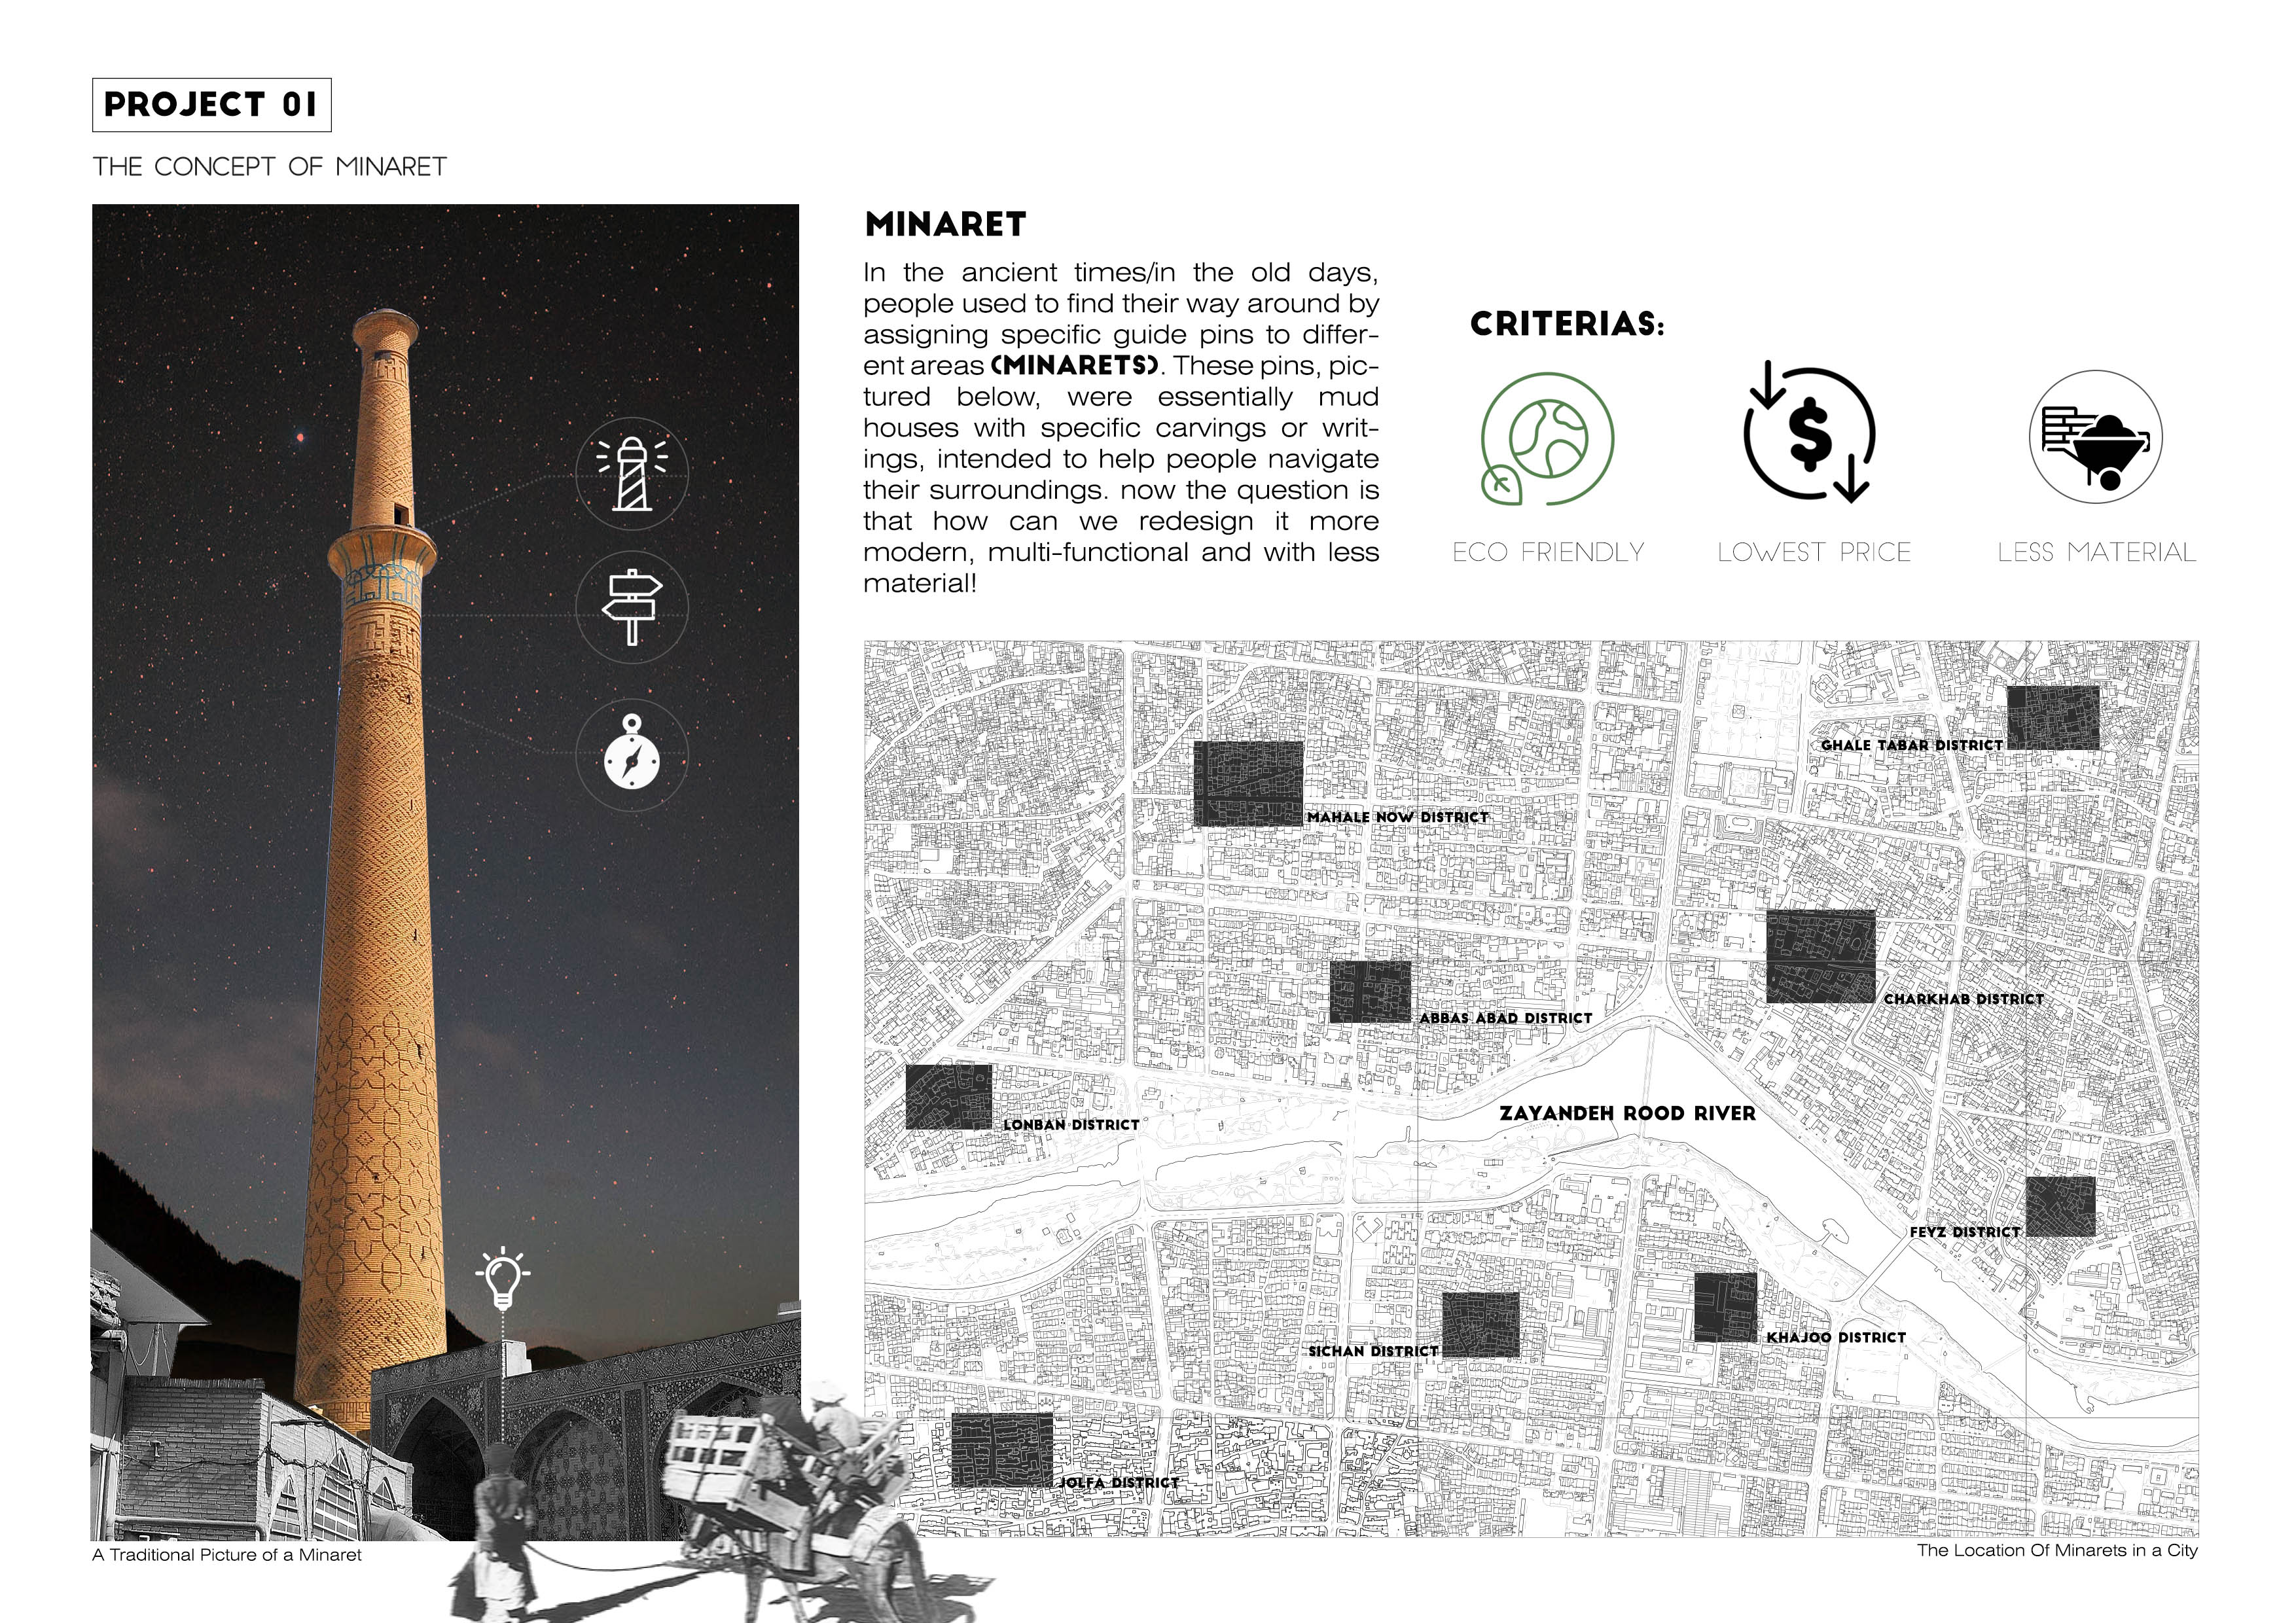 PROJECT 01
THE CONCEPT OF MINARET
MINARET
In the ancient times/in the old days,
people used to find their way around by
assigning specific guide pins to differ-
ent areas (MINARETS). These pins, pic-
tured below, were essentially mud
houses with specific carvings or writ-
ings, intended to help people navigate
their surroundings. now the question is
that how can we redesign it more
modern, multi-functional and with less
material!
CRITERIAS:
$
ECO FRIENDLY
LOWEST PRICE
LESS MATERIAL
GHALE TABAR DISTRICT
MAHALE NOW DISTRICT
CHARKHAB DISTRICT
ABBAS ABAD DISTRICT
LONBAN DISTRICT
ZAYANDEH ROOD RIVER
FEYZ DISTRICT
KHAJOO DISTRICT
SICHAN DISTRICT
JOLFA DISTRICT
A Traditional Picture of a Minaret
The Location Of Minarets in a City